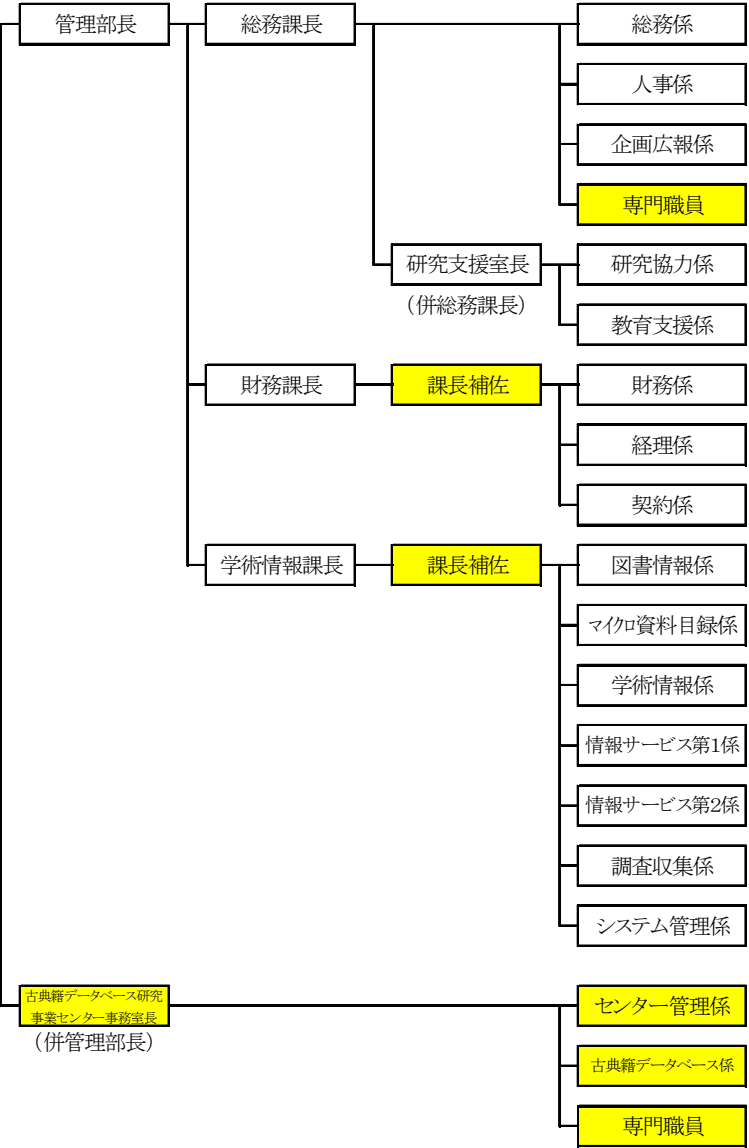 管理部長
総務課長
総務係
人事係
企画広報係
専門職員
研究支援室長
（併総務課長）
研究協力係
教育支援係
財務課長
課長補佐
財務係
経理係
契約係
学術情報課長
課長補佐
図書情報係
マイクロ資料目録係
学術情報係
情報サービス第1係
情報サービス第2係
調査収集係
システム管理係
古典籍データベース研究
事業センター事務室長
（併管理部長）
センター管理係
古典籍データベース係
専門職員